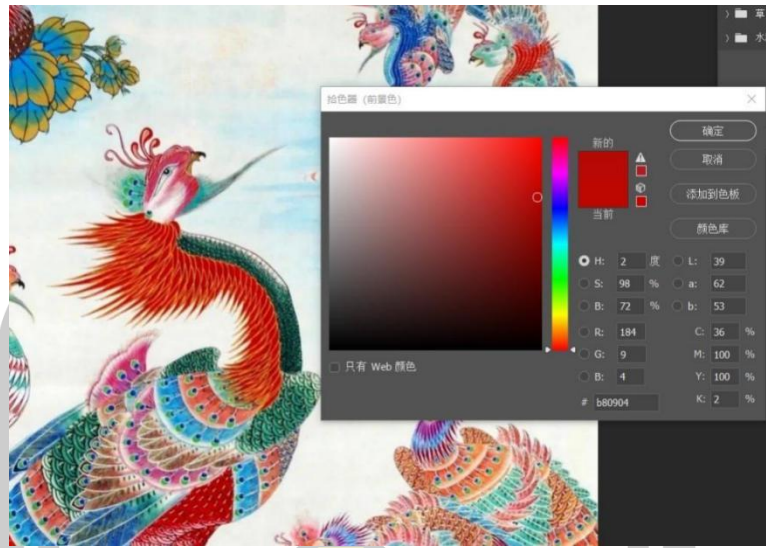 草
水
拾色器 (前景色)
新的
当前
确定
取消
添加到色板
颜色库
H: 2 度
S: 98 %
B: 72 %
R: 184
G: 9
B: 4
# b80904
L: 39
a: 62
b: 53
C: 36 %
M: 100 %
Y: 100 %
K: 2 %
只有 Web 颜色